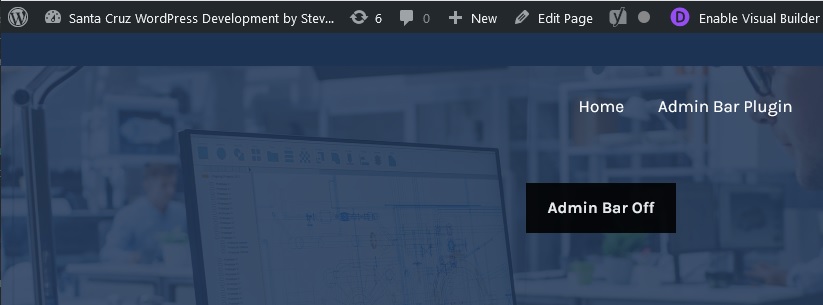 Santa Cruz WordPress Development by Stev... 6 0 New Edit Page Enable Visual Builder
Home Admin Bar Plugin
Admin Bar Off